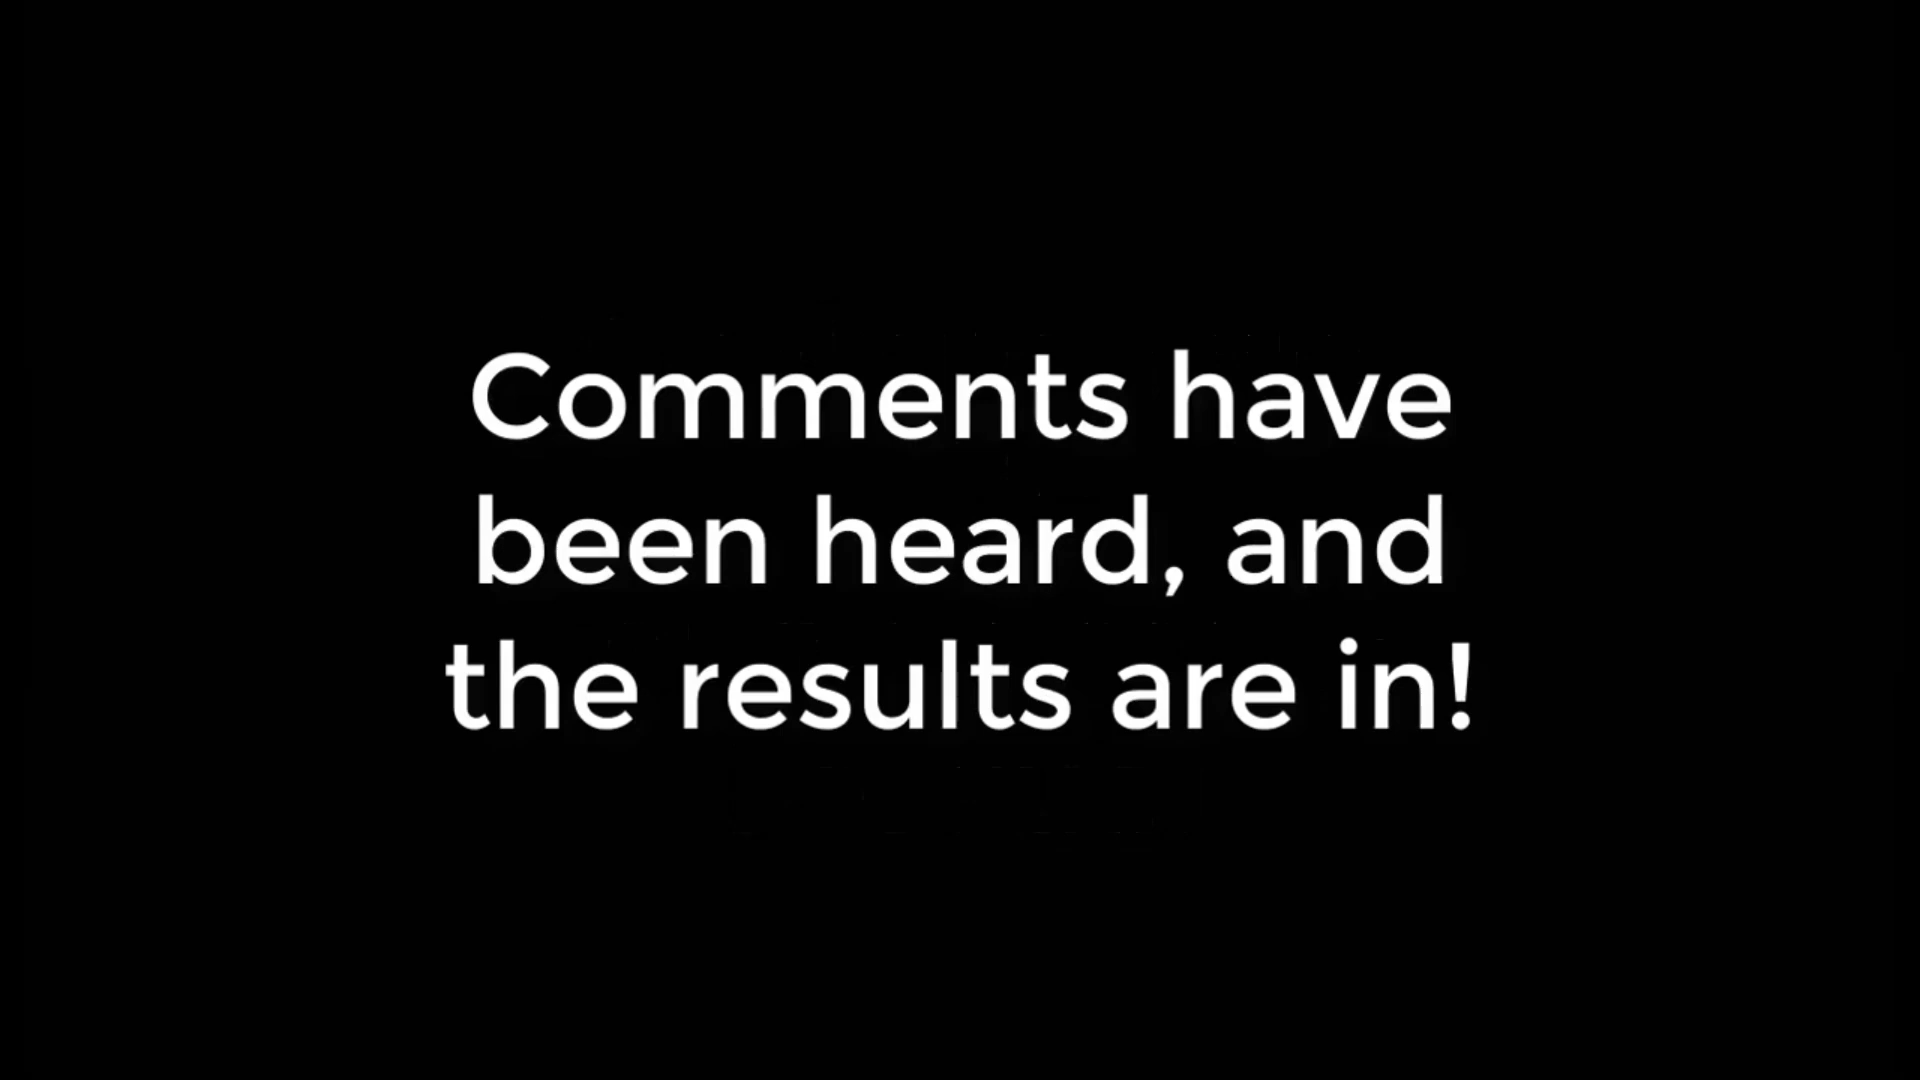 Comments have
been heard, and
the results are in!